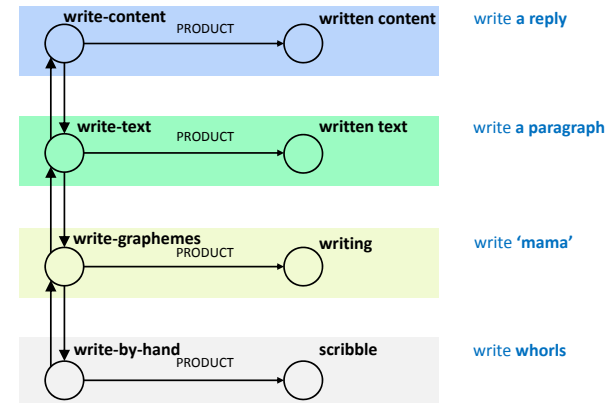 write-content PRODUCT written content write a reply
write-text PRODUCT written text write a paragraph
write-graphemes PRODUCT writing write ‘mama’
write-by-hand PRODUCT scribble write whorls